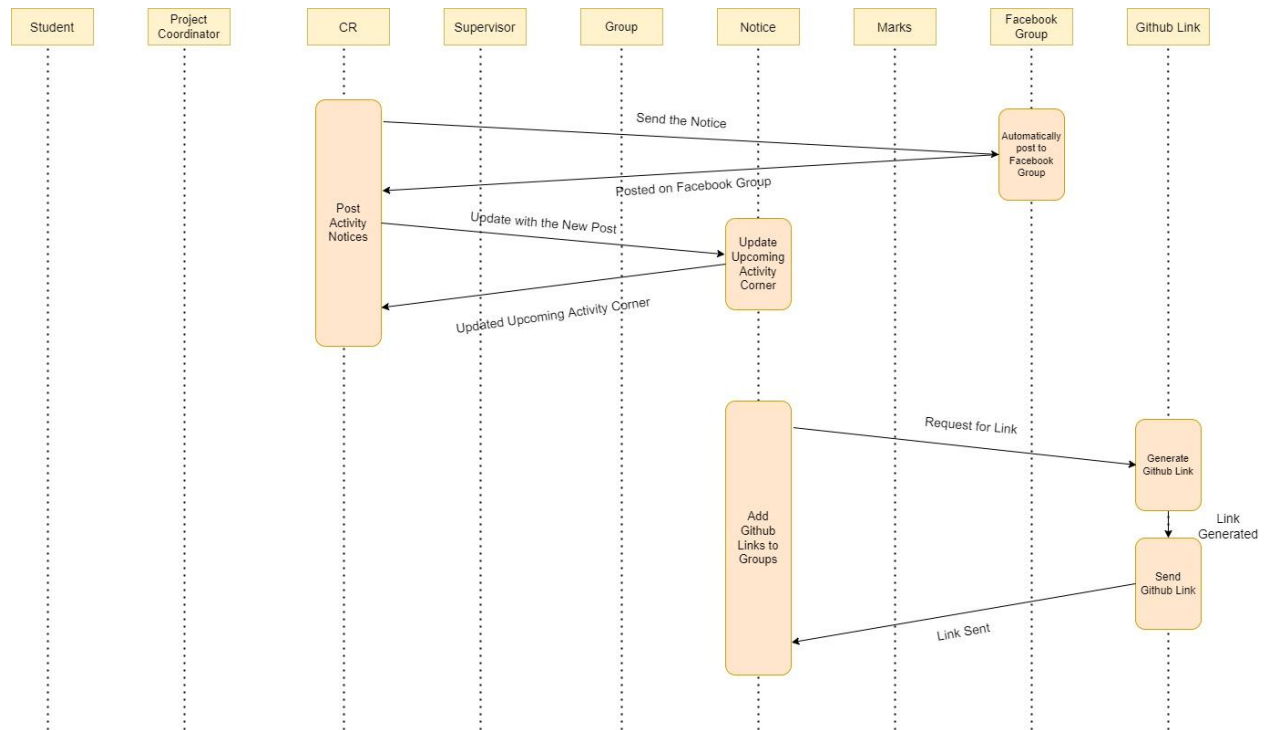 Student
Project
Coordinator
CR
Supervisor
Group
Notice
Marks
Facebook
Group
Github Link
Send the Notice
Automatically
post to
Facebook
Group
Posted on Facebook Group
Post
Activity
Notices
Update with the New Post
Update
Upcoming
Activity
Corner
Updated Upcoming Activity Corner
Request for Link
Generate
Github Link
Add
Github
Links to
Groups
Link
Generated
Send
Github Link
Link Sent